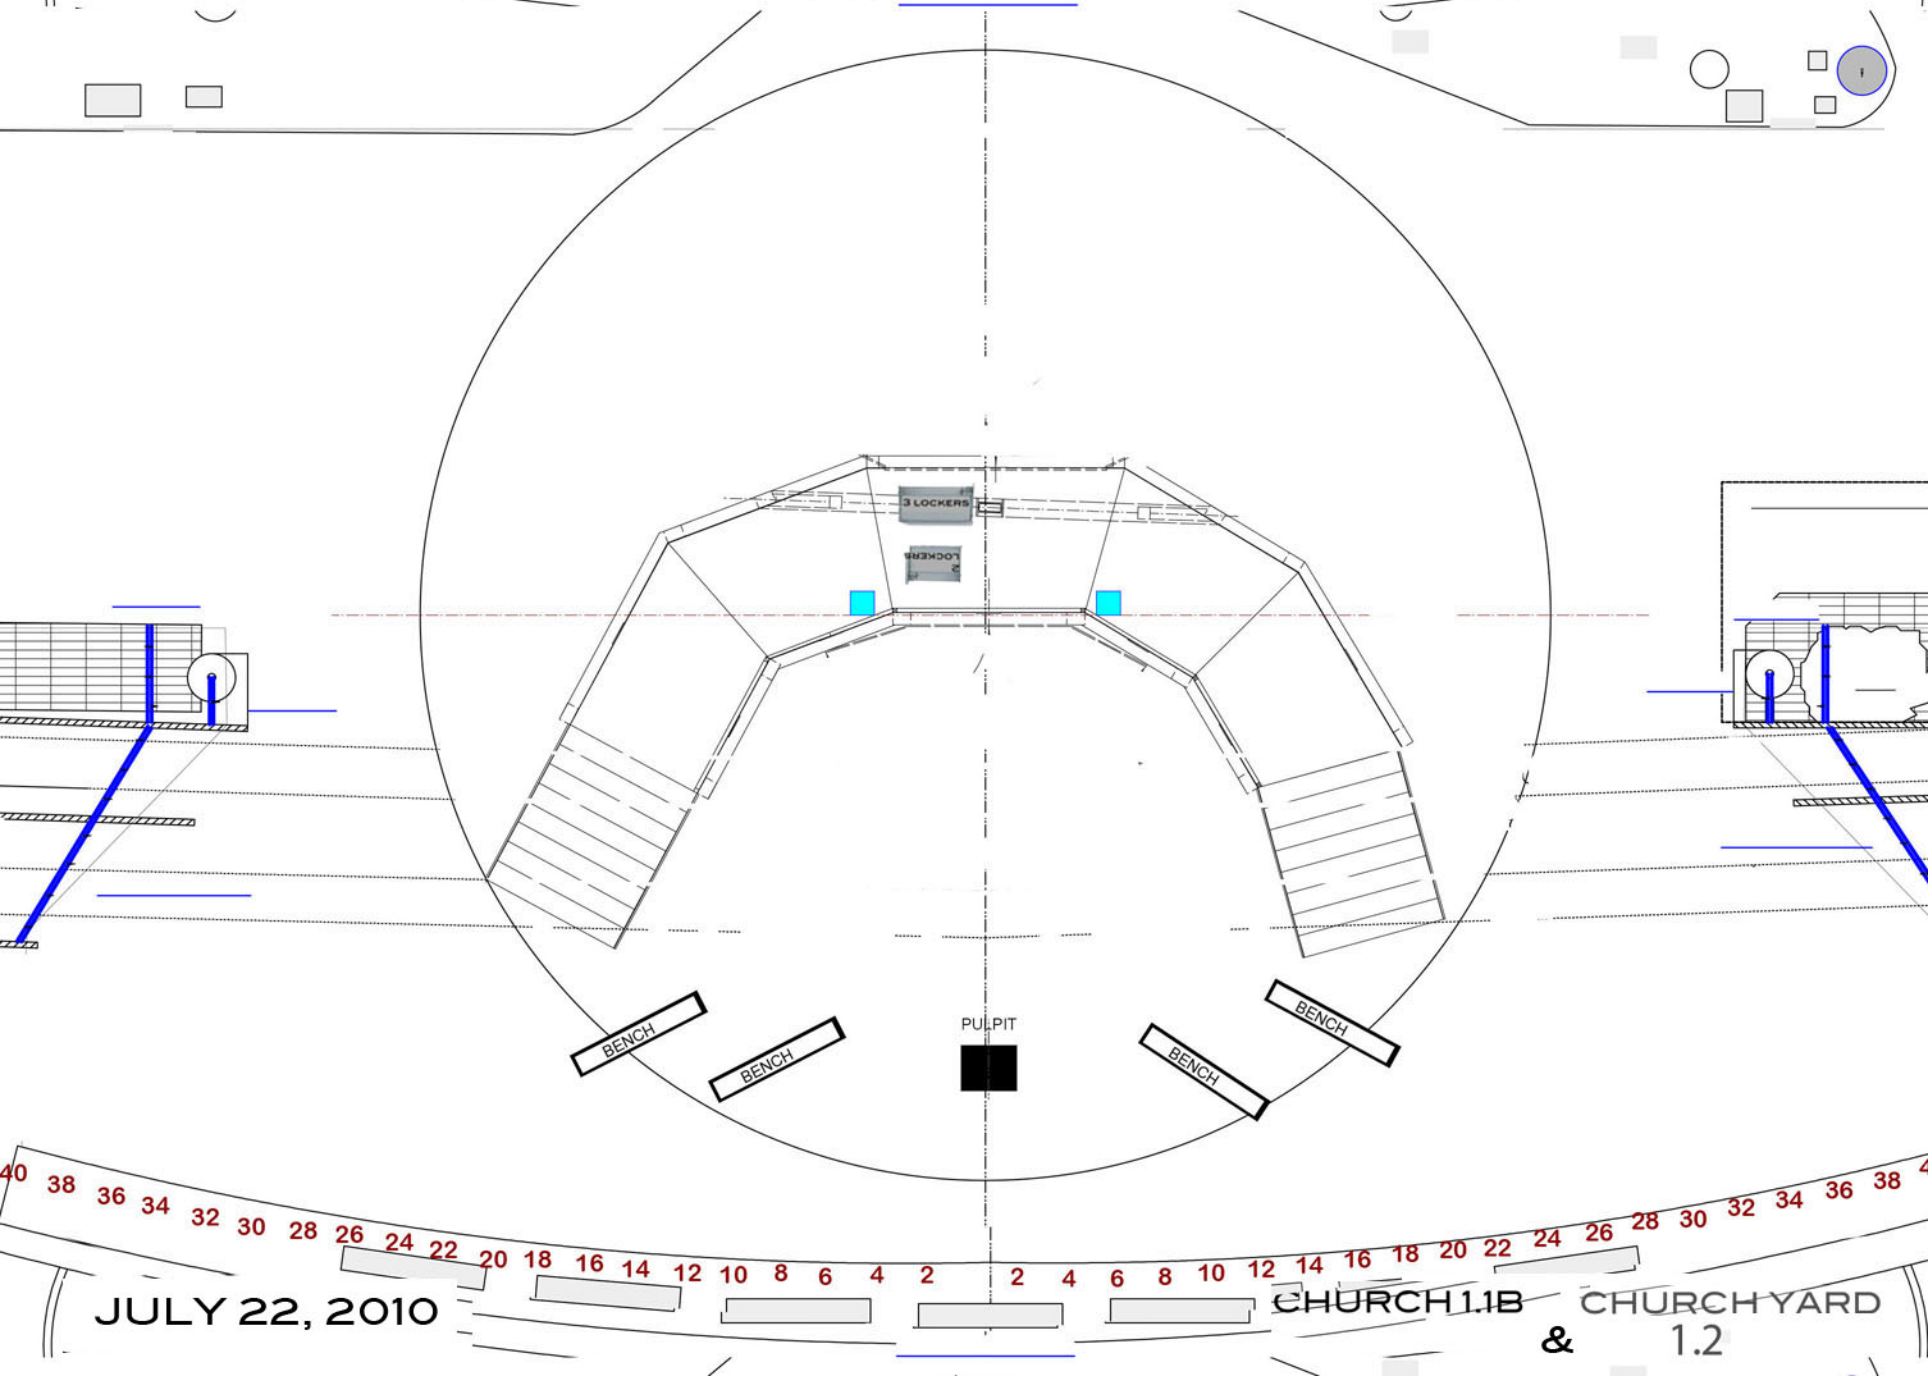 3 LOCKERS
2 LOCKERS
PULPIT
BENCH
BENCH
BENCH
BENCH
40 38 36 34 32 30 28 26 24 22 20 18 16 14 12 10 8 6 4 2 2 4 6 8 10 12 14 16 18 20 22 24 26 28 30 32 34 36 38
JULY 22, 2010
CHURCH 1.1B
&
CHURCH YARD
1.2